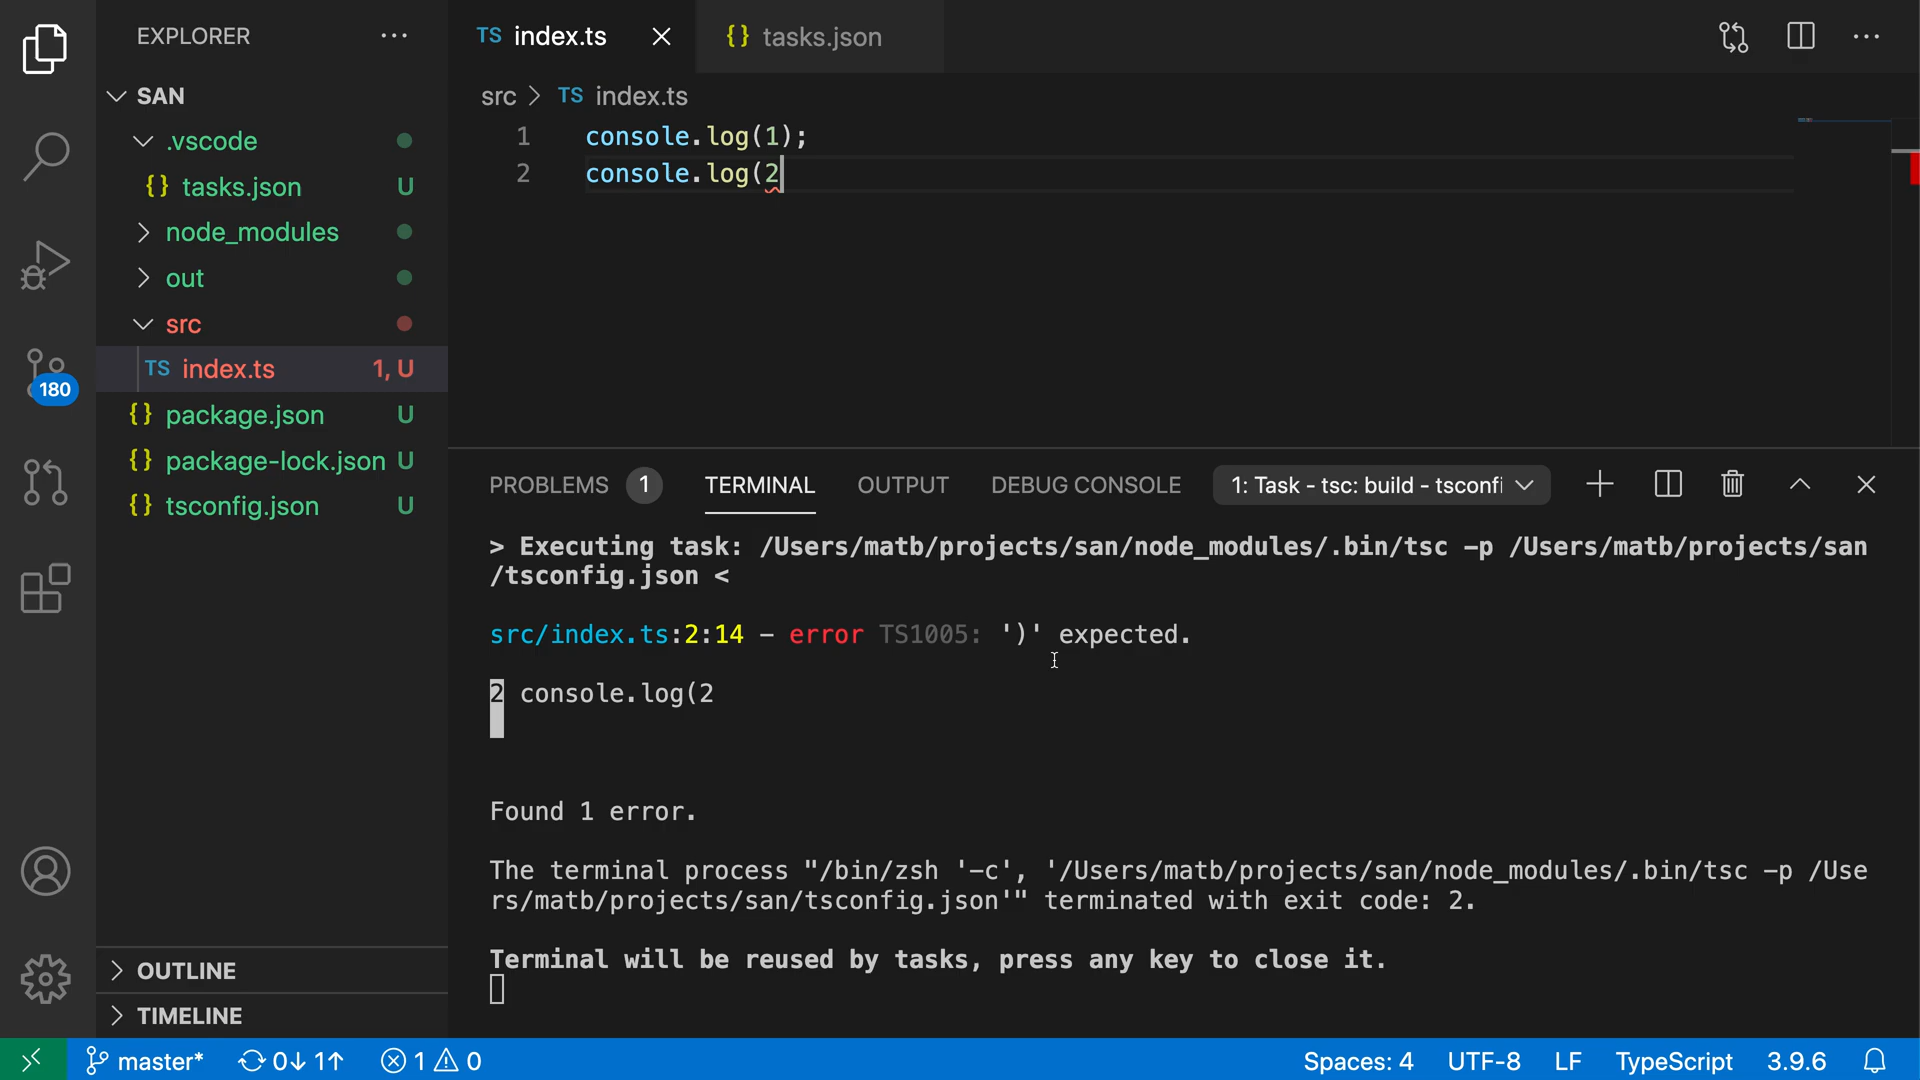 EXPLORER
SAN
.vscode
{} tasks.json U
node_modules
out
src
TS index.ts 1, U
{} package.json U
{} package-lock.json U
{} tsconfig.json U
180
OUTLINE
TIMELINE
TS index.ts
{} tasks.json
src > TS index.ts
1 console.log(1);
2 console.log(2
PROBLEMS 1 TERMINAL OUTPUT DEBUG CONSOLE 1: Task - tsc: build - tsconfi
> Executing task: /Users/matb/projects/san/node_modules/.bin/tsc -p /Users/matb/projects/san
/tsconfig.json <
src/index.ts:2:14 - error TS1005: ')' expected.
2 console.log(2
Found 1 error.
The terminal process "/bin/zsh '-c', '/Users/matb/projects/san/node_modules/.bin/tsc -p /Use
rs/matb/projects/san/tsconfig.json'" terminated with exit code: 2.
Terminal will be reused by tasks, press any key to close it.
master* 0↓ 1↑ 1 0 Spaces: 4 UTF-8 LF TypeScript 3.9.6